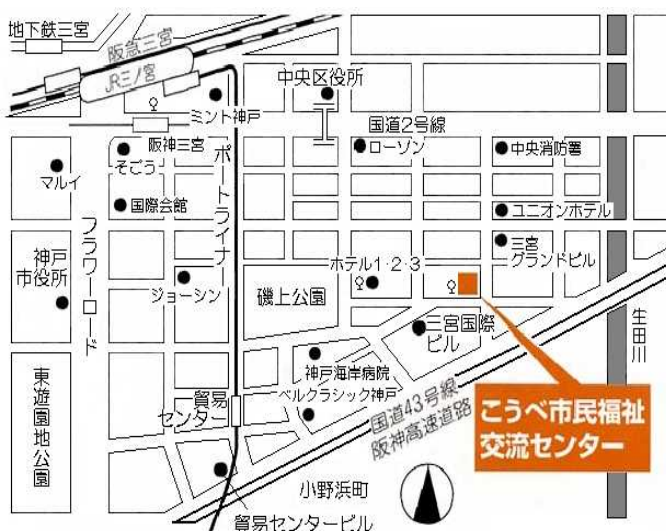 地下鉄三宮
阪急三宮
JR三ノ宮
中央区役所
ミント神戸
国道2号線
阪神三宮
ローソン
中央消防署
そごう
マルイ
ポートライナー
国際会館
ユニオンホテル
フラワーロード
三宮
グランドビル
神戸
市役所
ホテル1・2・3
ジョーシン
磯上公園
三宮国際
ビル
生田川
神戸海岸病院
ベルクラシック神戸
国道43号線
阪神高速道路
こうべ市民福祉
交流センター
東遊園地公園
貿易
センター
小野浜町
貿易センタービル